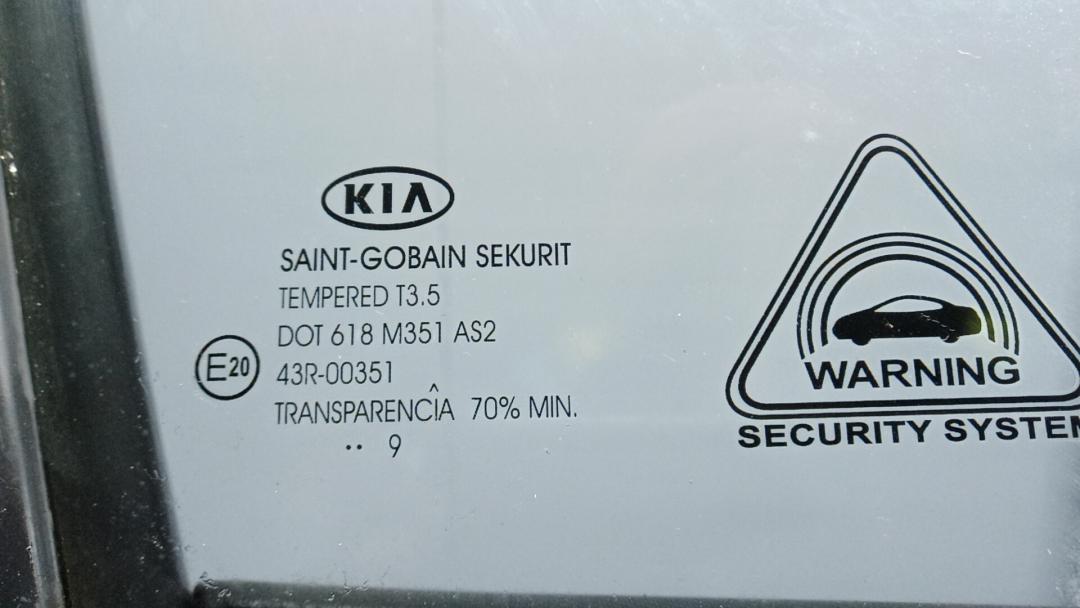 KIA
SAINT-GOBAIN SEKURIT
TEMPERED T3.5
DOT 618 M351 AS2
E20 43R-00351
TRANSPARENCÎA 70% MIN.
·· 9
WARNING
SECURITY SYSTEM